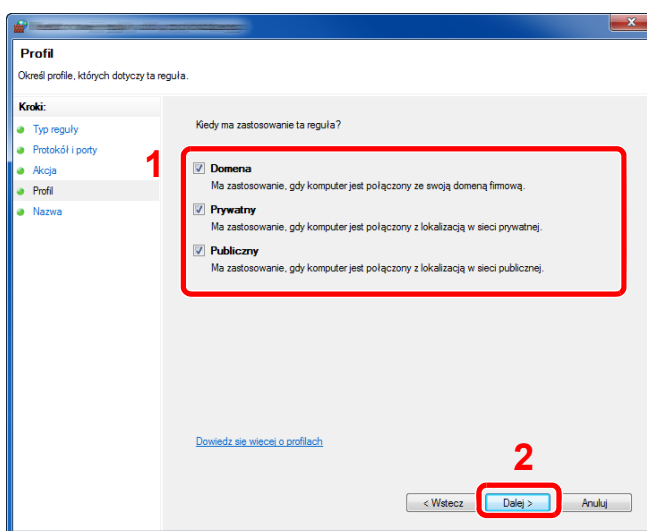 Profil
Określ profile, których dotyczy ta reguła.
Kroki:
Typ reguły
Protokół i porty
Akcja
Profil
Nazwa
1
Kiedy ma zastosowanie ta reguła?
Domena
Ma zastosowanie, gdy komputer jest połączony ze swoją domeną firmową.
Prywatny
Ma zastosowanie, gdy komputer jest połączony z lokalizacją w sieci prywatnej.
Publiczny
Ma zastosowanie, gdy komputer jest połączony z lokalizacją w sieci publicznej.
Dowiedz się więcej o profilach
2
< Wstecz
Dalej >
Anuluj